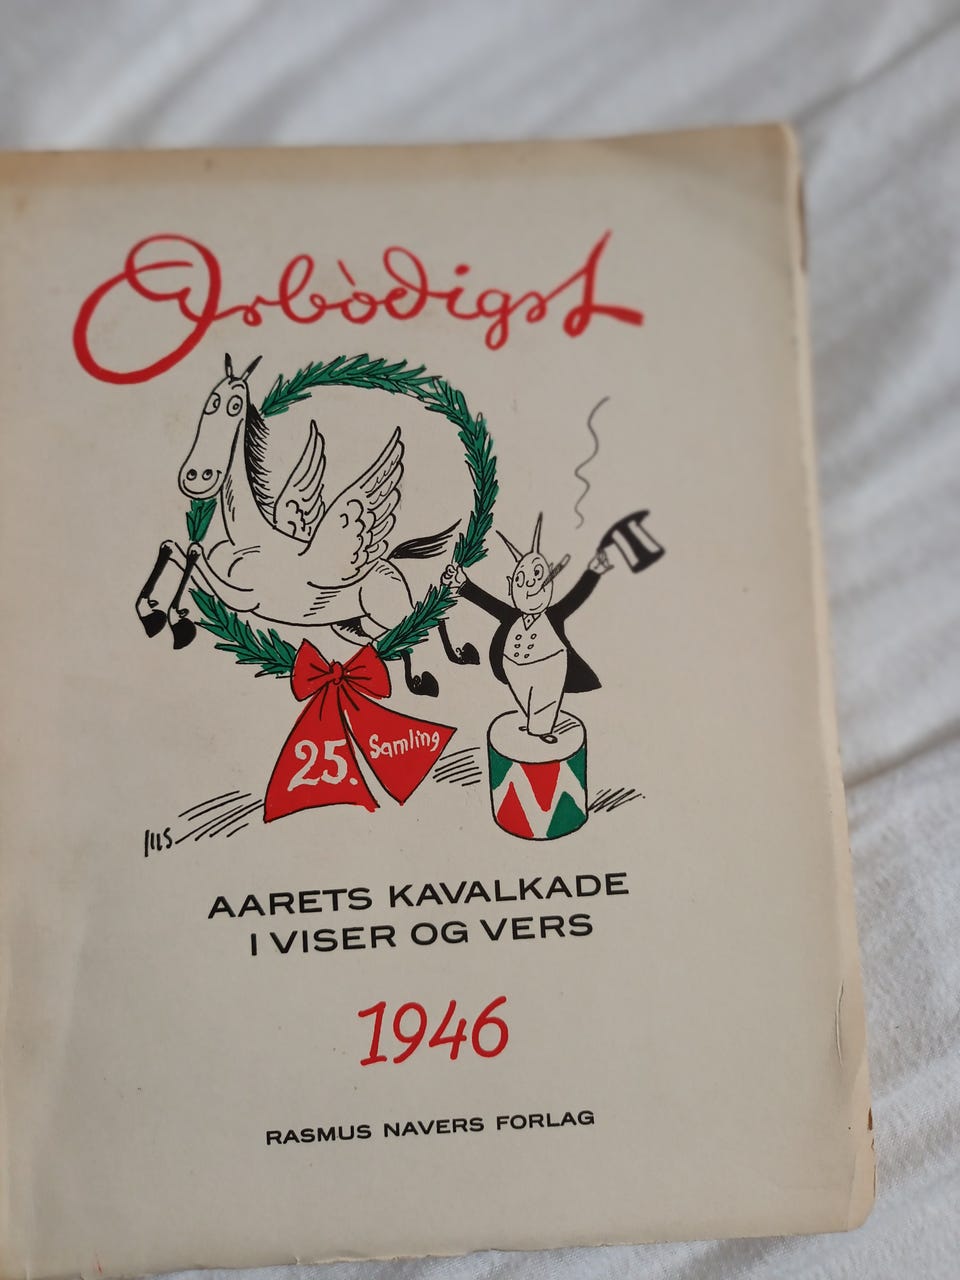 Ærbødigst
25. Samling
AARETS KAVALKADE
I VISER OG VERS
1946
RASMUS NAVERS FORLAG